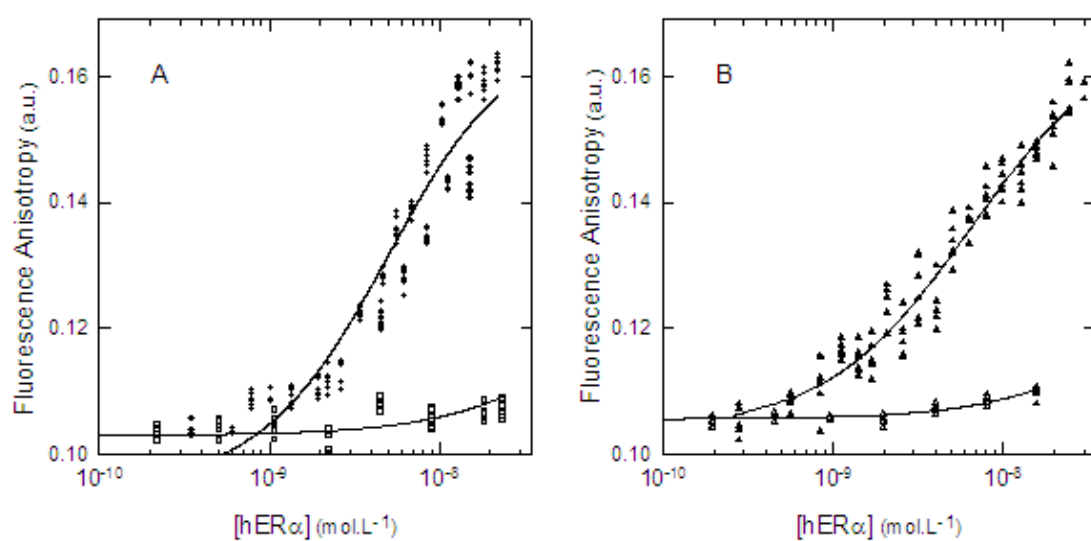 A
B
Fluorescence Anisotropy (a.u.)
0.16
0.14
0.12
0.10
10-10
10-9
10-8
[hERα] (mol.L-1)
Fluorescence Anisotropy (a.u.)
0.16
0.14
0.12
0.10
10-10
10-9
10-8
[hERα] (mol.L-1)